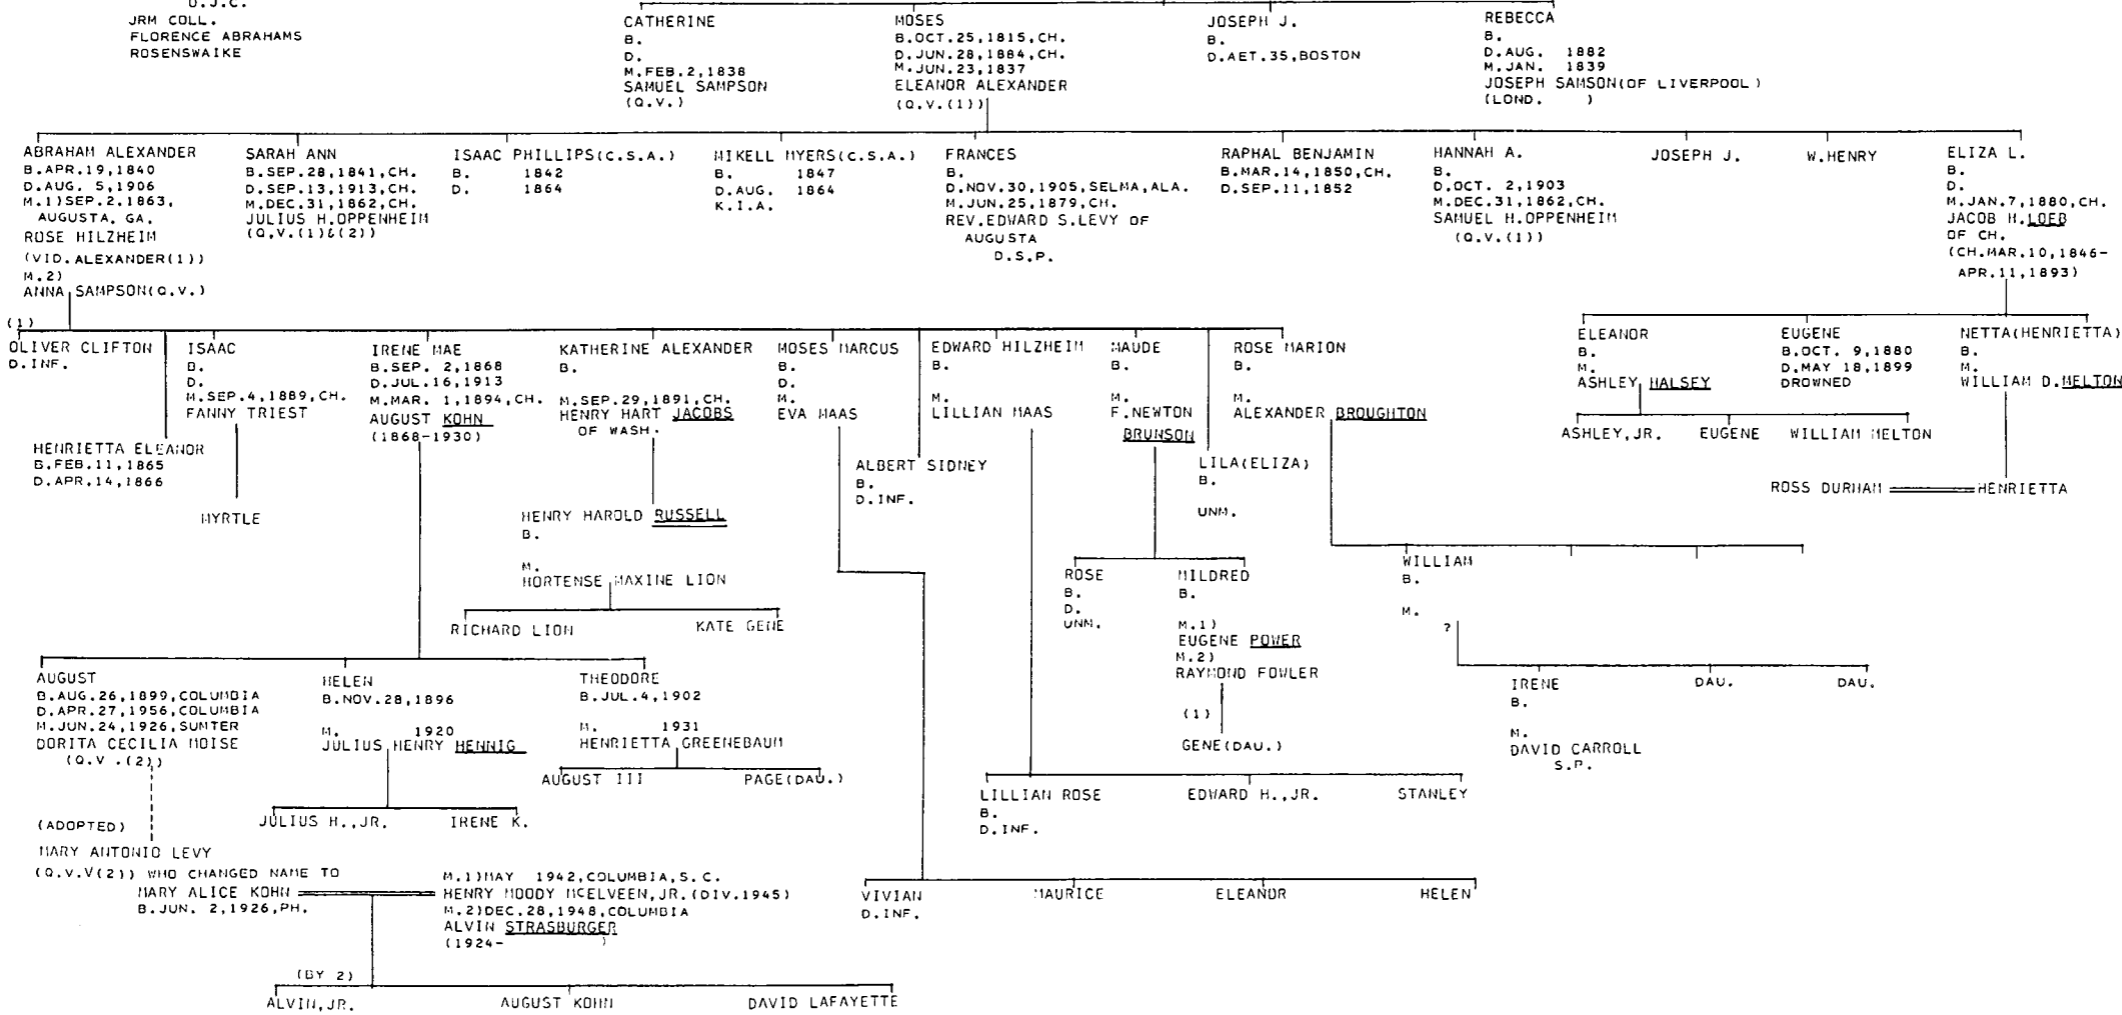 D.J.C.
JRM COLL.
FLORENCE ABRAHAMS
ROSENSWAIKE
CATHERINE
B.
D.
M.FEB.2,1838
SAMUEL SAMPSON
(Q.V.)
MOSES
B.OCT.25,1815,CH.
D.JUN.28,1884,CH.
M.JUN.23,1837
ELEANOR ALEXANDER
(Q.V.(1))
JOSEPH J.
B.
D.AET.35,BOSTON
REBECCA
B.
D.AUG. 1882
M.JAN. 1839
JOSEPH SAMSON(OF LIVERPOOL)
(LOND. )
ABRAHAM ALEXANDER
B.APR.19,1840
D.AUG. 5,1906
M.1)SEP.2,1863,
AUGUSTA, GA.
ROSE HILZHEIM
(VID.ALEXANDER(1))
M.2)
ANNA SAMPSON(Q.V.)
SARAH ANN
B.SEP.28,1841,CH.
D.SEP.13,1913,CH.
M.DEC.31,1862,CH.
JULIUS H.OPPENHEIM
(Q.V.(1)&(2))
ISAAC PHILLIPS(C.S.A.)
B. 1842
D. 1864
MIKELL MYERS(C.S.A.)
B. 1847
D.AUG. 1864
K.I.A.
FRANCES
B.
D.NOV.30,1905,SELMA,ALA.
M.JUN.25,1879,CH.
REV.EDWARD S.LEVY OF
AUGUSTA
D.S.P.
RAPHAL BENJAMIN
B.MAR.14,1850,CH.
D.SEP.11,1852
HANNAH A.
B.
D.OCT. 2,1903
M.DEC.31,1862,CH.
SAMUEL H.OPPENHEIM
(Q.V.(1))
JOSEPH J.
W.HENRY
ELIZA L.
B.
D.
M.JAN.7,1880,CH.
JACOB H.LOEB
OF CH.
(CH.MAR.10,1846-
APR.11,1893)
(1)
OLIVER CLIFTON
D.INF.
HENRIETTA ELEANOR
B.FEB.11,1865
D.APR.14,1866
ISAAC
B.
D.
M.SEP.4,1889,CH.
FANNY TRIEST
MYRTLE
IRENE MAE
B.SEP. 2,1868
D.JUL.16,1913
M.MAR. 1,1894,CH.
AUGUST KOHN
(1868-1930)
KATHERINE ALEXANDER
B.
M.SEP.29,1891,CH.
HENRY HART JACOBS
OF WASH.
HENRY HAROLD RUSSELL
B.
M.
HORTENSE MAXINE LION
RICHARD LION
KATE GENE
MOSES MARCUS
B.
D.
M.
EVA MAAS
ALBERT SIDNEY
B.
D.INF.
EDWARD HILZHEIM
B.
M.
LILLIAN MAAS
MAUDE
B.
M.
F.NEWTON
BRUNSON
LILA(ELIZA)
B.
UNM.
ROSE MARION
B.
M.
ALEXANDER BROUGHTON
ELEANOR
B.
M.
ASHLEY HALSEY
EUGENE
B.OCT. 9,1880
D.MAY 18,1899
DROWNED
NETTA(HENRIETTA)
B.
M.
WILLIAM D.MELTON
ASHLEY,JR.
EUGENE
WILLIAM MELTON
ROSS DURHAM
HENRIETTA
ROSE
B.
D.
UNM.
MILDRED
B.
M.1)
EUGENE POWER
M.2)
RAYMOND FOWLER
(1)
GENE(DAU.)
WILLIAM
B.
M.
?
IRENE
B.
M.
DAVID CARROLL
S.P.
DAU.
DAU.
AUGUST
B.AUG.26,1899,COLUMBIA
D.APR.27,1956,COLUMBIA
M.JUN.24,1926,SUMTER
DORITA CECILIA MOISE
(Q.V.(2))
HELEN
B.NOV.28,1896
M. 1920
JULIUS HENRY HENNIG
THEODORE
B.JUL.4,1902
M. 1931
HENRIETTA GREENEBAUM
AUGUST III
PAGE(DAU.)
JULIUS H.,JR.
IRENE K.
LILLIAN ROSE
B.
D.INF.
EDWARD H.,JR.
STANLEY
(ADOPTED)
MARY ANTONIO LEVY
(Q.V.V(2)) WHO CHANGED NAME TO
MARY ALICE KOHN
B.JUN. 2,1926,PH.
M.1)MAY 1942,COLUMBIA,S.C.
HENRY MOODY MCELVEEN,JR.(DIV.1945)
M.2)DEC.28,1948,COLUMBIA
ALVIN STRASBURGER
(1924- )
VIVIAN
D.INF.
MAURICE
ELEANOR
HELEN
(BY 2)
ALVIN,JR.
AUGUST KOHN
DAVID LAFAYETTE